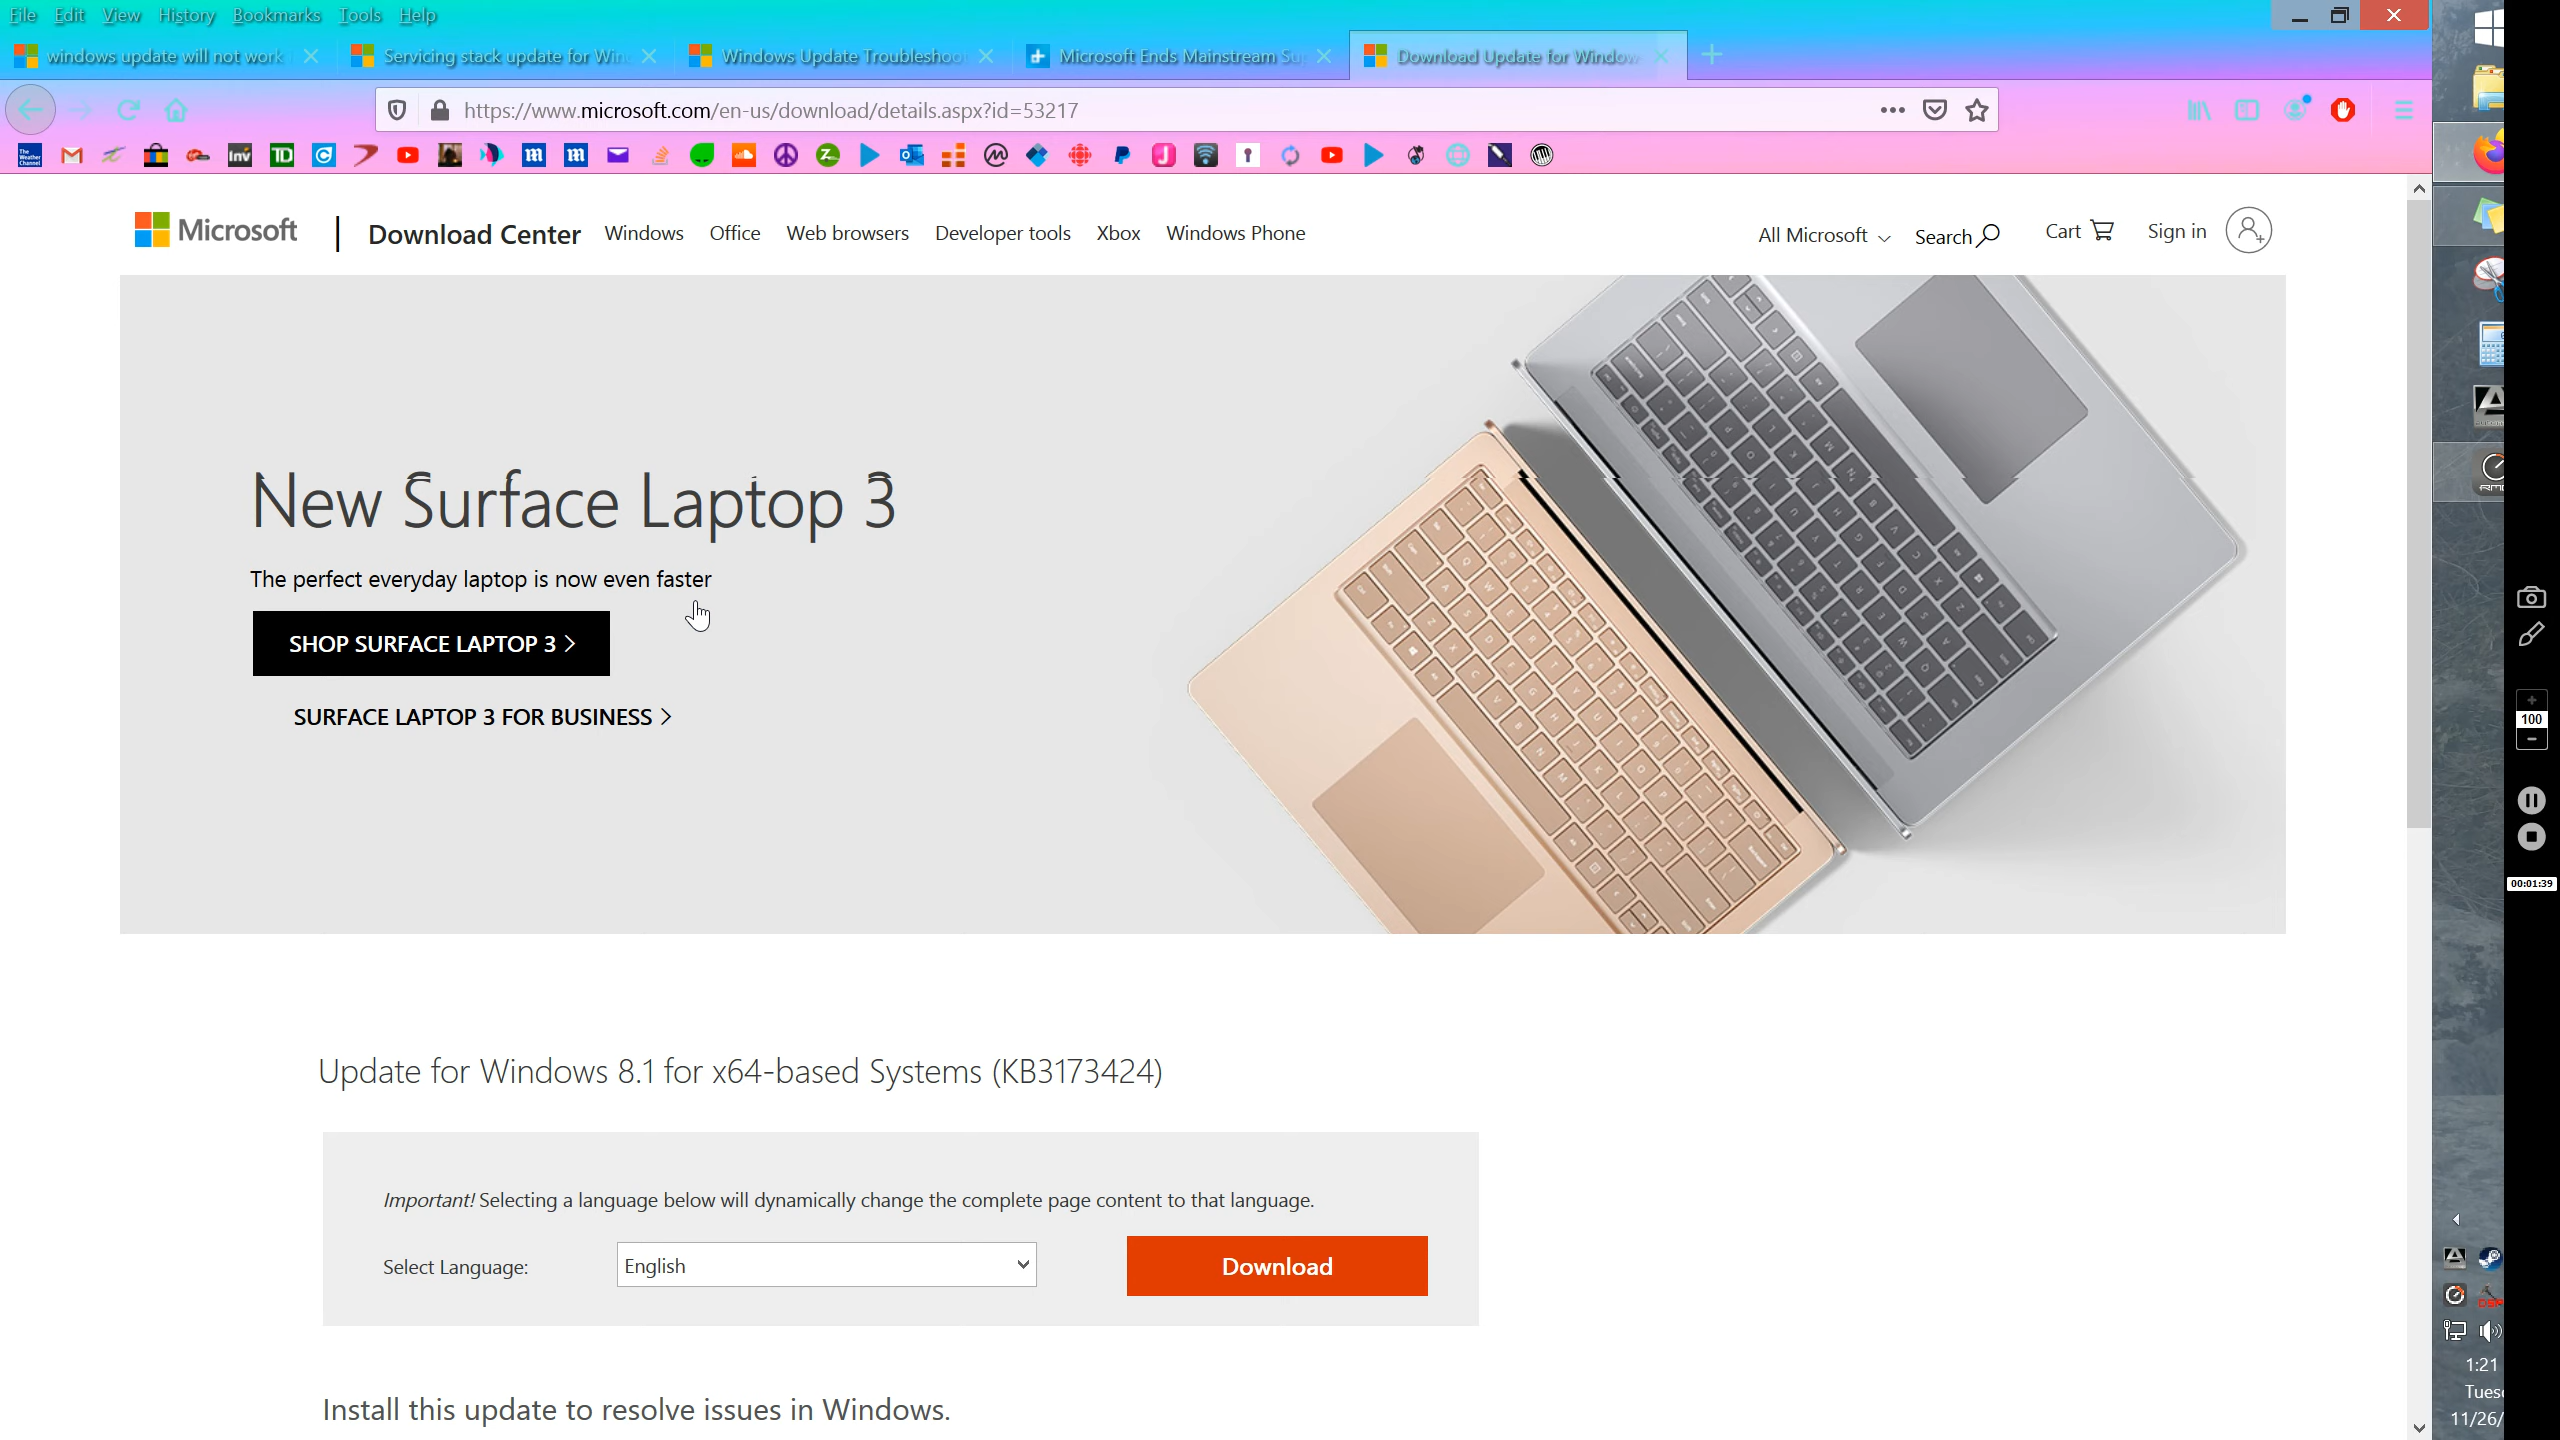 File Edit View History Bookmarks Tools Help
windows update will not work
Servicing stack update for Win
Windows Update Troubleshoo
Microsoft Ends Mainstream Su
Download Update for Window
https://www.microsoft.com/en-us/download/details.aspx?id=53217
Microsoft
Download Center
Windows Office Web browsers Developer tools Xbox Windows Phone
All Microsoft
Search
Cart
Sign in
New Surface Laptop 3
The perfect everyday laptop is now even faster
SHOP SURFACE LAPTOP 3 >
SURFACE LAPTOP 3 FOR BUSINESS >
100
00:01:39
Update for Windows 8.1 for x64-based Systems (KB3173424)
Important! Selecting a language below will dynamically change the complete page content to that language.
Select Language:
English
Download
Install this update to resolve issues in Windows.
1:21
Tues
11/26/